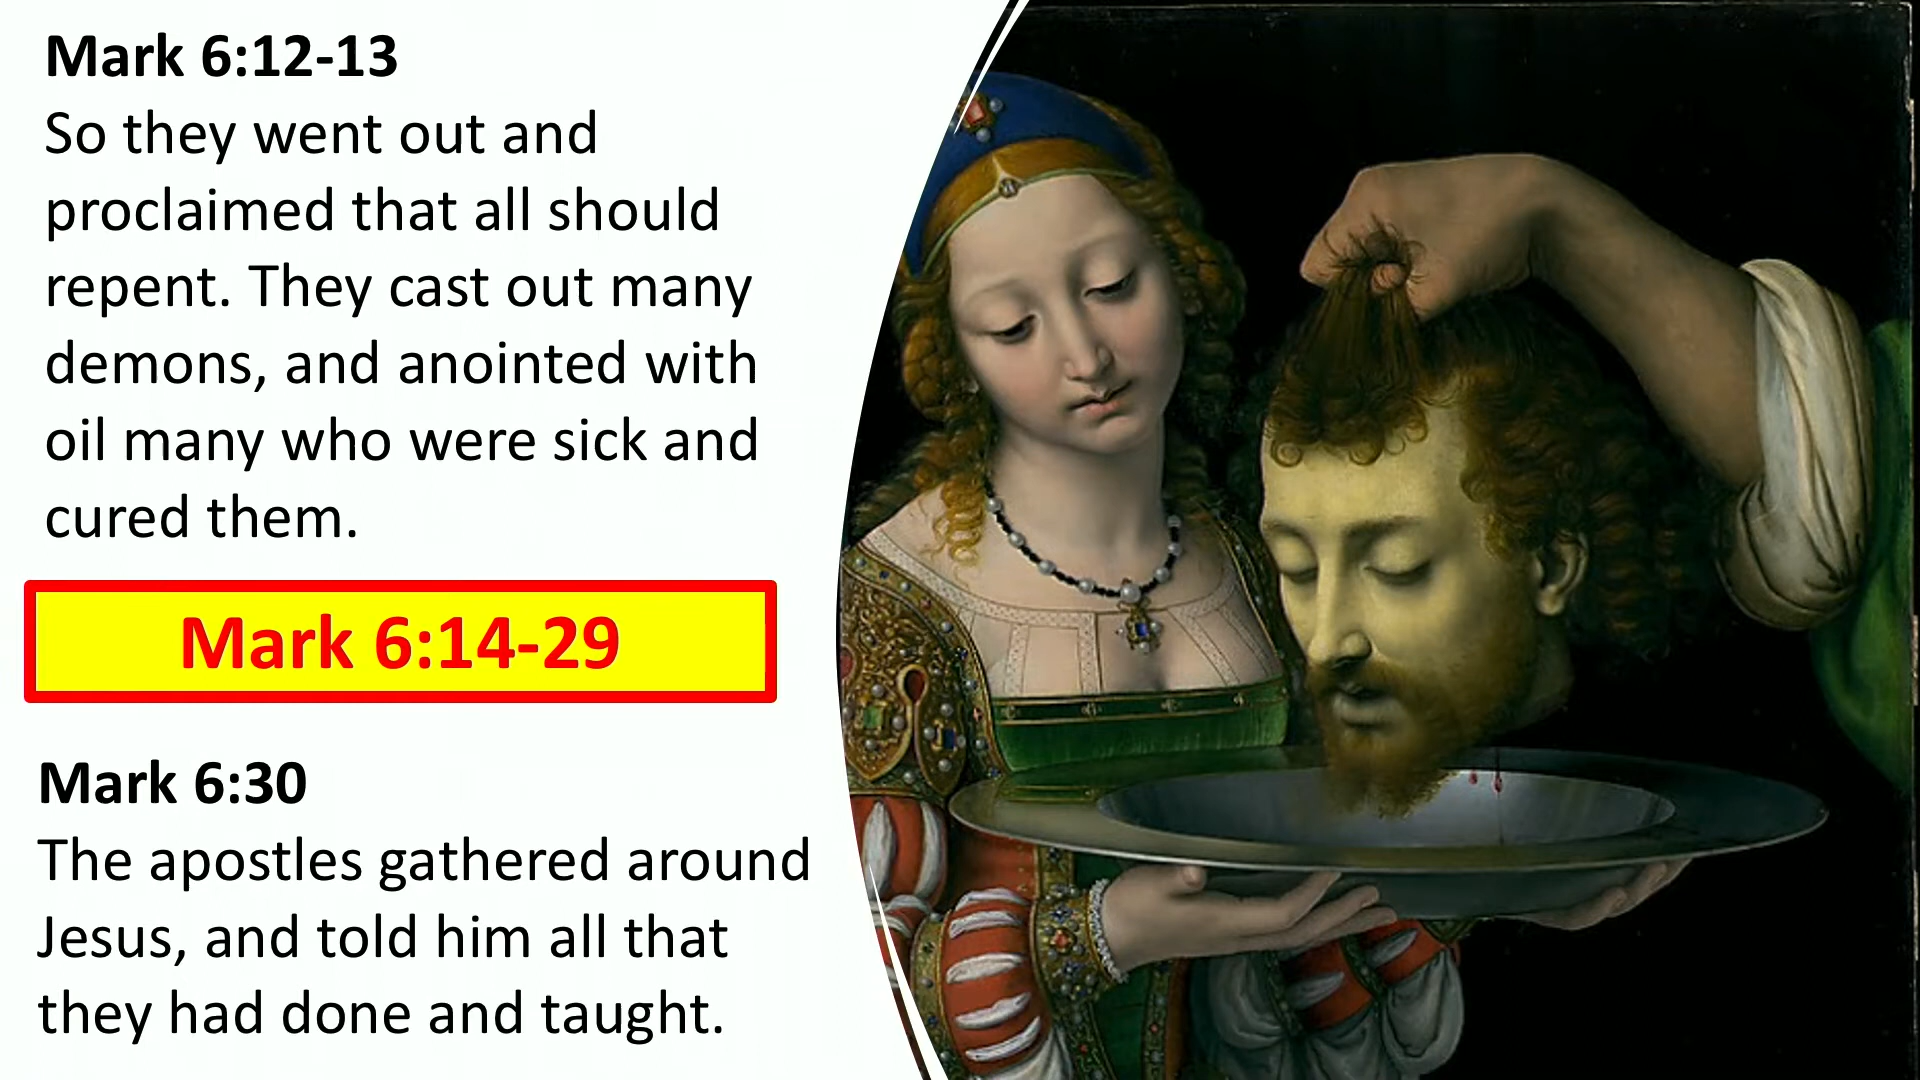 Mark 6:12-13
So they went out and
proclaimed that all should
repent. They cast out many
demons, and anointed with
oil many who were sick and
cured them.
Mark 6:14-29
Mark 6:30
The apostles gathered around
Jesus, and told him all that
they had done and taught.